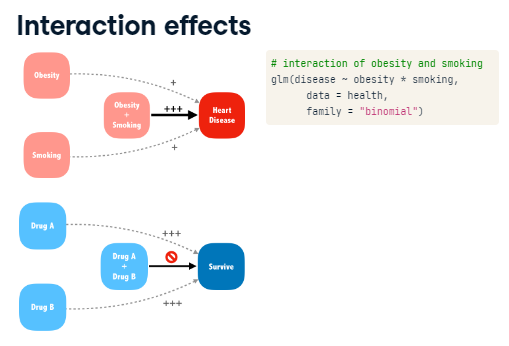 Interaction effects
Obesity
+
Obesity
+
Smoking
+++
Heart
Disease
Smoking
+
# interaction of obesity and smoking
glm(disease ~ obesity * smoking,
data = health,
family = "binomial")
Drug A
+++
Drug A
+
Drug B
Survive
Drug B
+++